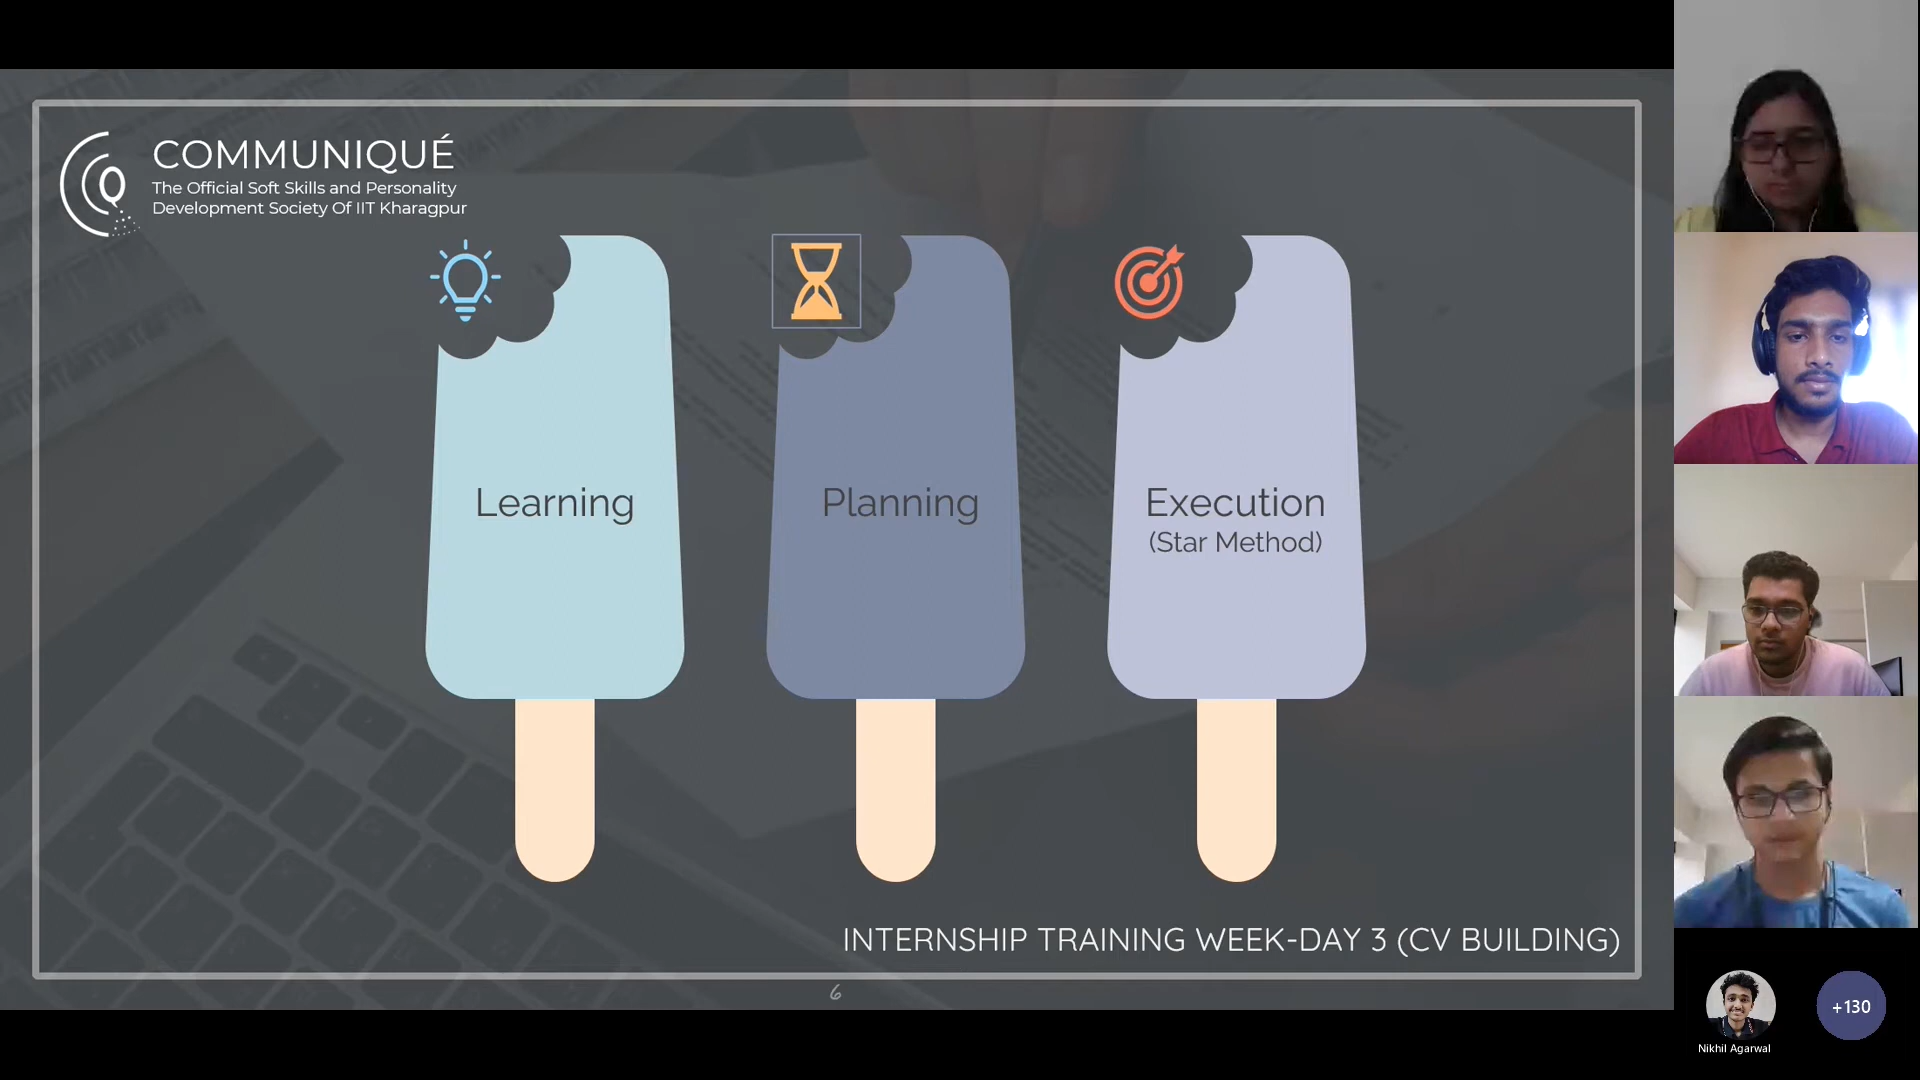 COMMUNIQUÉ
The Official Soft Skills and Personality
Development Society Of IIT Kharagpur
Learning
Planning
Execution
(Star Method)
INTERNSHIP TRAINING WEEK-DAY 3 (CV BUILDING)
6
+130
Nikhil Agarwal